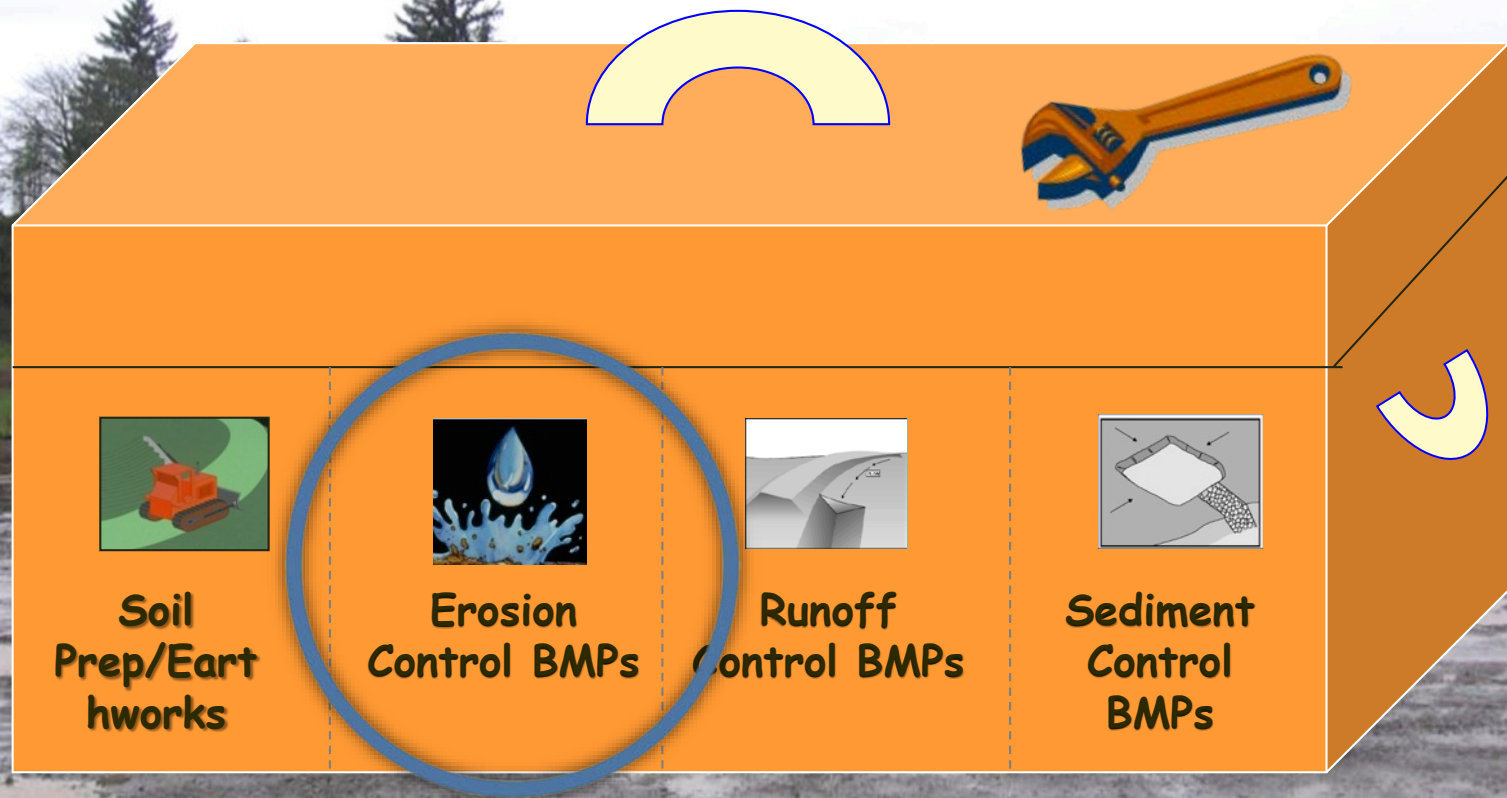 Soil
Prep/Eart
hworks
Erosion
Control BMPs
Runoff
Control BMPs
Sediment
Control
BMPs